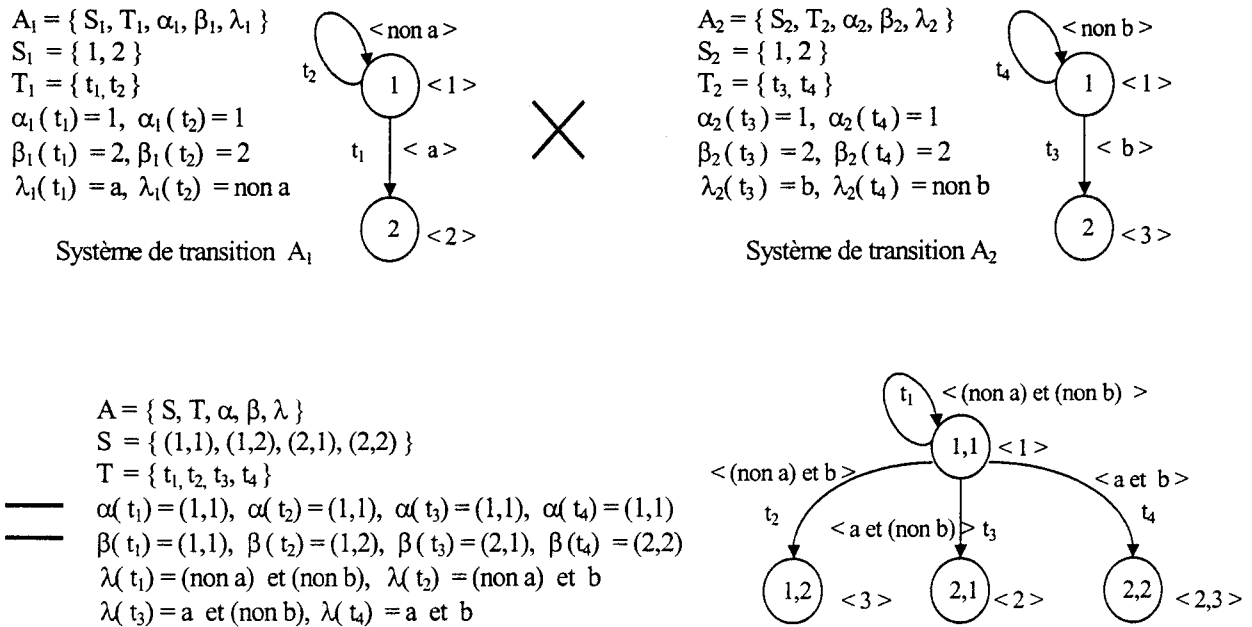 A₁ = { S₁, T₁, α₁, β₁, λ₁ }
S₁ = { 1, 2 }
T₁ = { t₁, t₂ }
α₁( t₁) = 1, α₁( t₂) = 1
β₁( t₁) = 2, β₁( t₂) = 2
λ₁( t₁) = a, λ₁( t₂) = non a
Système de transition A₁
< non a >
t₂
1
< 1 >
t₁
< a >
2
< 2 >
A₂ = { S₂, T₂, α₂, β₂, λ₂ }
S₂ = { 1, 2 }
T₂ = { t₃, t₄ }
α₂( t₃) = 1, α₂( t₄) = 1
β₂( t₃) = 2, β₂( t₄) = 2
λ₂( t₃) = b, λ₂( t₄) = non b
Système de transition A₂
< non b >
t₄
1
< 1 >
t₃
< b >
2
< 3 >
A = { S, T, α, β, λ }
S = { (1,1), (1,2), (2,1), (2,2) }
T = { t₁, t₂, t₃, t₄ }
α( t₁) = (1,1), α( t₂) = (1,1), α( t₃) = (1,1), α( t₄) = (1,1)
β( t₁) = (1,1), β( t₂) = (1,2), β( t₃) = (2,1), β( t₄) = (2,2)
λ( t₁) = (non a) et (non b), λ( t₂) = (non a) et b
λ( t₃) = a et (non b), λ( t₄) = a et b
t₁
< (non a) et (non b) >
1,1
< 1 >
< (non a) et b >
t₂
< a et (non b) > t₃
< a et b >
t₄
1,2
< 3 >
2,1
< 2 >
2,2
< 2,3 >